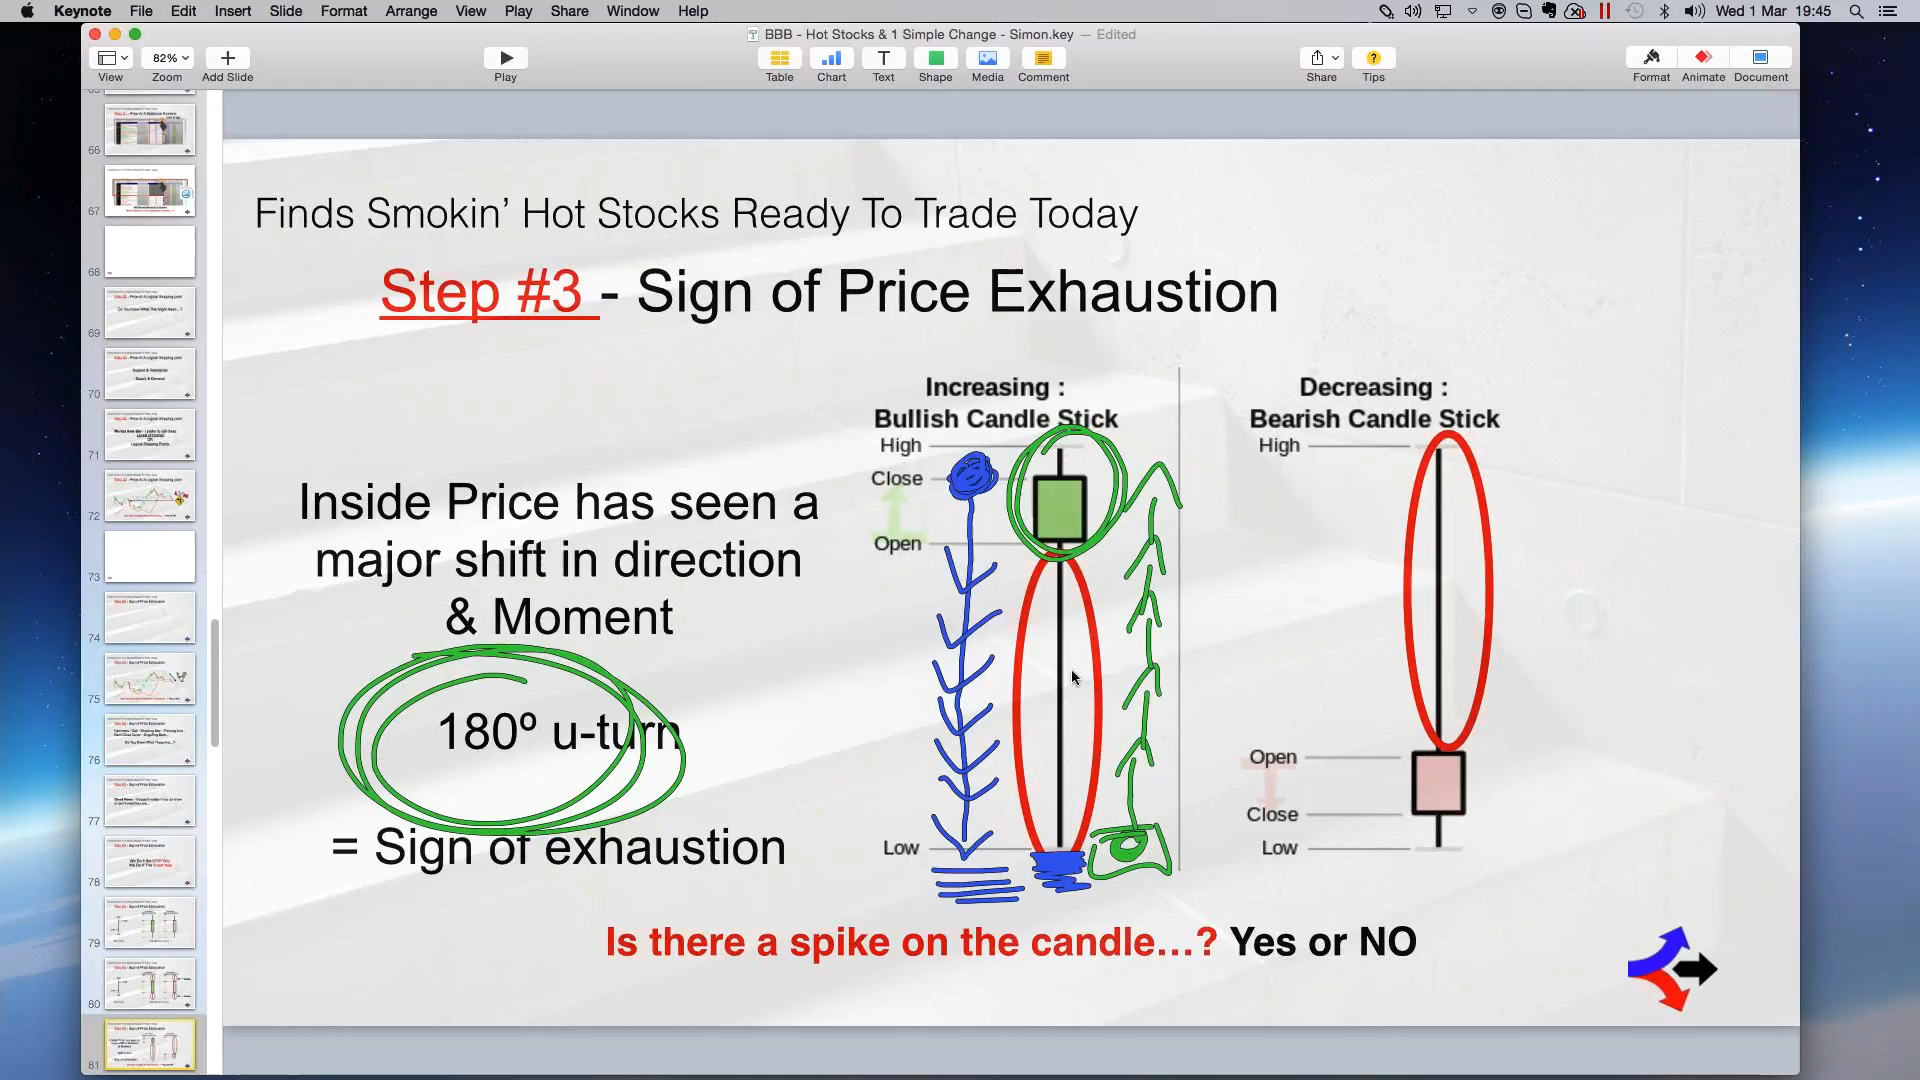 Keynote File Edit Insert Slide Format Arrange View Play Share Window Help Wed 1 Mar 19:45
BBB - Hot Stocks & 1 Simple Change - Simon.key — Edited
82%
View Zoom Add Slide Play Table Chart Text Shape Media Comment Share Tips Format Animate Document
66
67
68
69
70
71
72
73
74
75
76
77
78
79
80
81
Finds Smokin' Hot Stocks Ready To Trade Today
Step #3 - Sign of Price Exhaustion
Inside Price has seen a
major shift in direction
& Moment
180º u-turn
= Sign of exhaustion
Increasing :
Bullish Candle Stick
High
Close
Open
Low
Decreasing :
Bearish Candle Stick
High
Open
Close
Low
Is there a spike on the candle...? Yes or NO